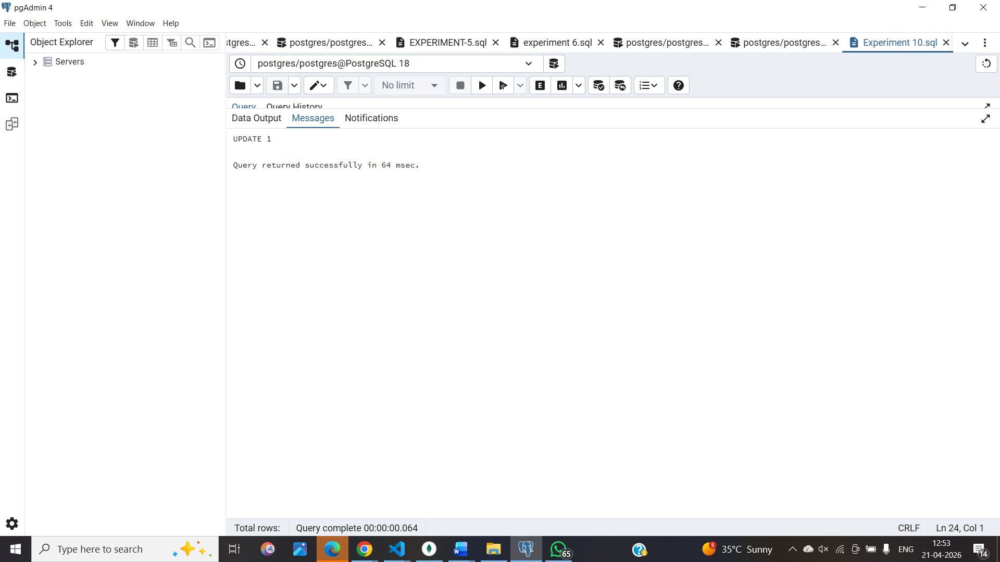 pgAdmin 4
File Object Tools Edit View Window Help
Object Explorer
stgres...
postgres/postgres...
EXPERIMENT-5.sql
experiment 6.sql
postgres/postgres...
postgres/postgres...
Experiment 10.sql
Servers
postgres/postgres@PostgreSQL 18
No limit
E
Query Query History
Data Output Messages Notifications
UPDATE 1
Query returned successfully in 64 msec.
Total rows:
Query complete 00:00:00.064
CRLF
Ln 24, Col 1
Type here to search
65
5
35°C Sunny
ENG
12:53
21-04-2026
14